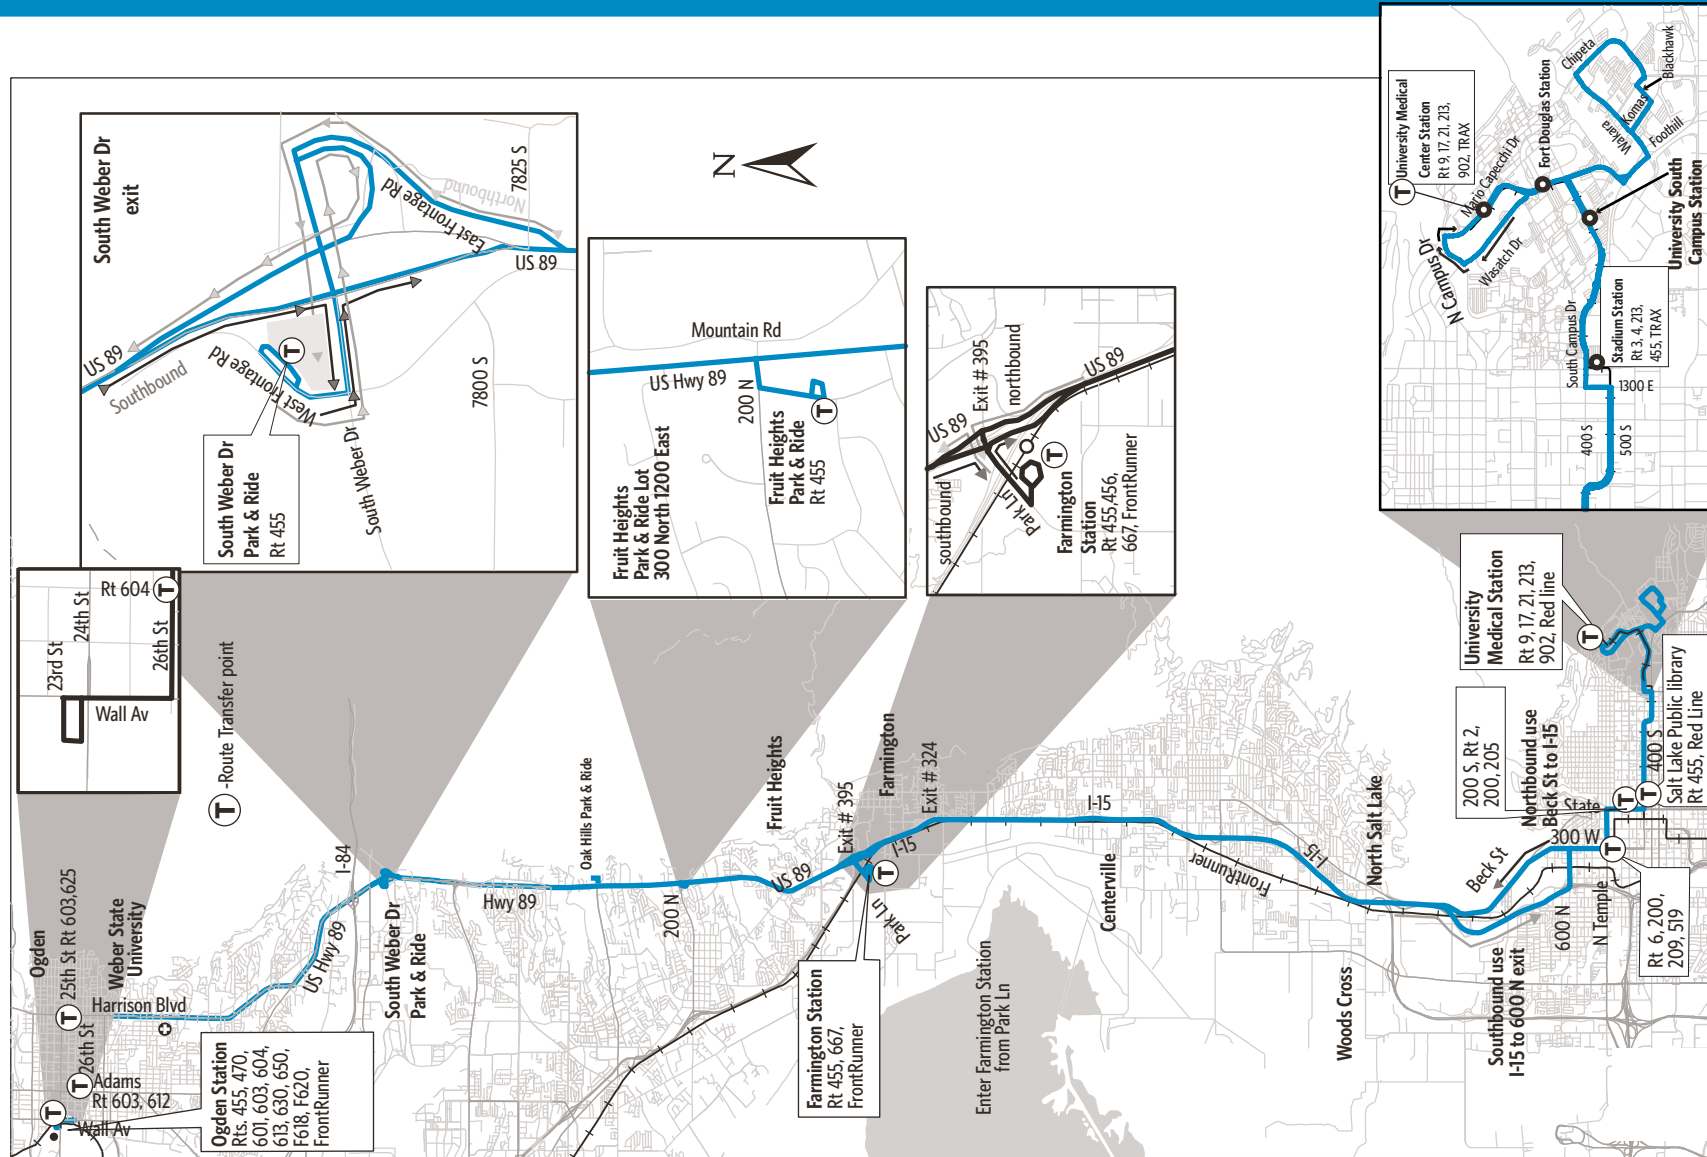 South Weber Dr
exit
US 89
Southbound
West Frontage Rd
East Frontage Rd
Northbound
7825 S
US 89
7800 S
South Weber Dr
South Weber Dr
Park & Ride
Rt 455
T
N
Mountain Rd
US Hwy 89
200 N
Fruit Heights
Park & Ride Lot
300 North 1200 East
Fruit Heights
Park & Ride
Rt 455
T
US 89
Exit # 395
northbound
US 89
southbound
Park Ln
T
Farmington
Station
Rt 455,456,
667, FrontRunner
T
University Medical
Center Station
Rt 9, 17, 21, 213,
902, TRAX
Mario Capecchi Dr
Fort Douglas Station
Chipeta
Blackhawk
Komas
Wakara
Foothill
N Campus Dr
Wasatch Dr
University South
Campus Station
South Campus Dr
Stadium Station
Rt 3, 4, 213,
455, TRAX
1300 E
400 S
500 S
23rd St
24th St
Rt 604
T
26th St
Wall Av
T
-Route Transfer point
Ogden
T
25th St Rt 603,625
Weber State
University
Harrison Blvd
26th St
T
Adams
Rt 603, 612
T
Wall Av
Ogden Station
Rts. 455, 470,
601, 603, 604,
613, 630, 650,
F618, F620,
FrontRunner
I-84
US Hwy 89
South Weber Dr
Park & Ride
Hwy 89
Oak Hills Park & Ride
200 N
Fruit Heights
US 89
Exit # 395
Farmington
Exit # 324
I-15
T
Park Ln
Farmington Station
Rt 455, 667,
FrontRunner
Enter Farmington Station
from Park Ln
I-15
Centerville
FrontRunner
I-15
North Salt Lake
Woods Cross
Beck St
Northbound use
Beck St to I-15
300 W
State
600 N
N Temple
Southbound use
I-15 to 600 N exit
T
Rt 6, 200,
209, 519
200 S, Rt 2,
200, 205
T
T
400 S
Salt Lake Public library
Rt 455, Red Line
University
Medical Station
Rt 9, 17, 21, 213,
902, Red line
T